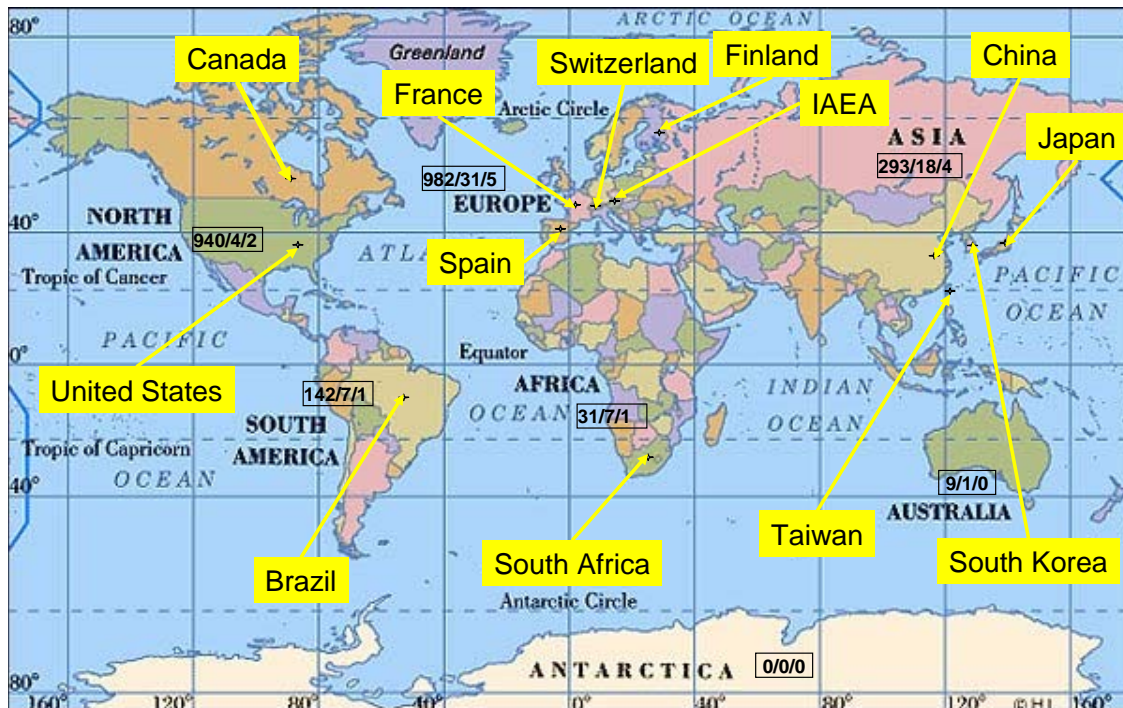 80°
ARCTIC OCEAN
Greenland
Canada
Switzerland
Finland
China
France
Arctic Circle
IAEA
ASIA
Japan
293/18/4
982/31/5
EUROPE
40°
NORTH
AMERICA
940/4/2
ATLA
Spain
Tropic of Cancer
PACIFIC
OCEAN
PACIFIC
0°
Equator
United States
142/7/1
AFRICA
INDIAN
OCEAN
OCEAN
31/7/1
SOUTH
AMERICA
Tropic of Capricorn
OCEAN
9/1/0
40°
AUSTRALIA
Taiwan
South Africa
South Korea
Brazil
Antarctic Circle
ANTARCTICA
0/0/0
80°
160° 120° 80° 40° 0° 40° 80° 120° 160°